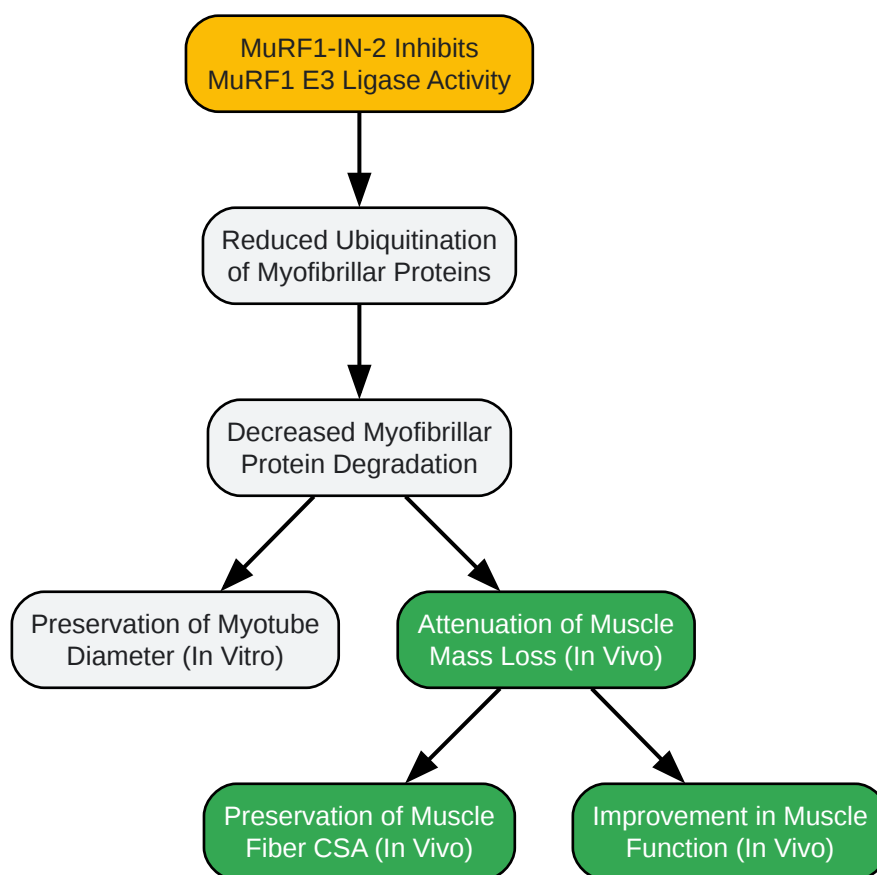 MuRF1-IN-2 Inhibits
MuRF1 E3 Ligase Activity
Reduced Ubiquitination
of Myofibrillar Proteins
Decreased Myofibrillar
Protein Degradation
Preservation of Myotube
Diameter (In Vitro)
Attenuation of Muscle
Mass Loss (In Vivo)
Preservation of Muscle
Fiber CSA (In Vivo)
Improvement in Muscle
Function (In Vivo)